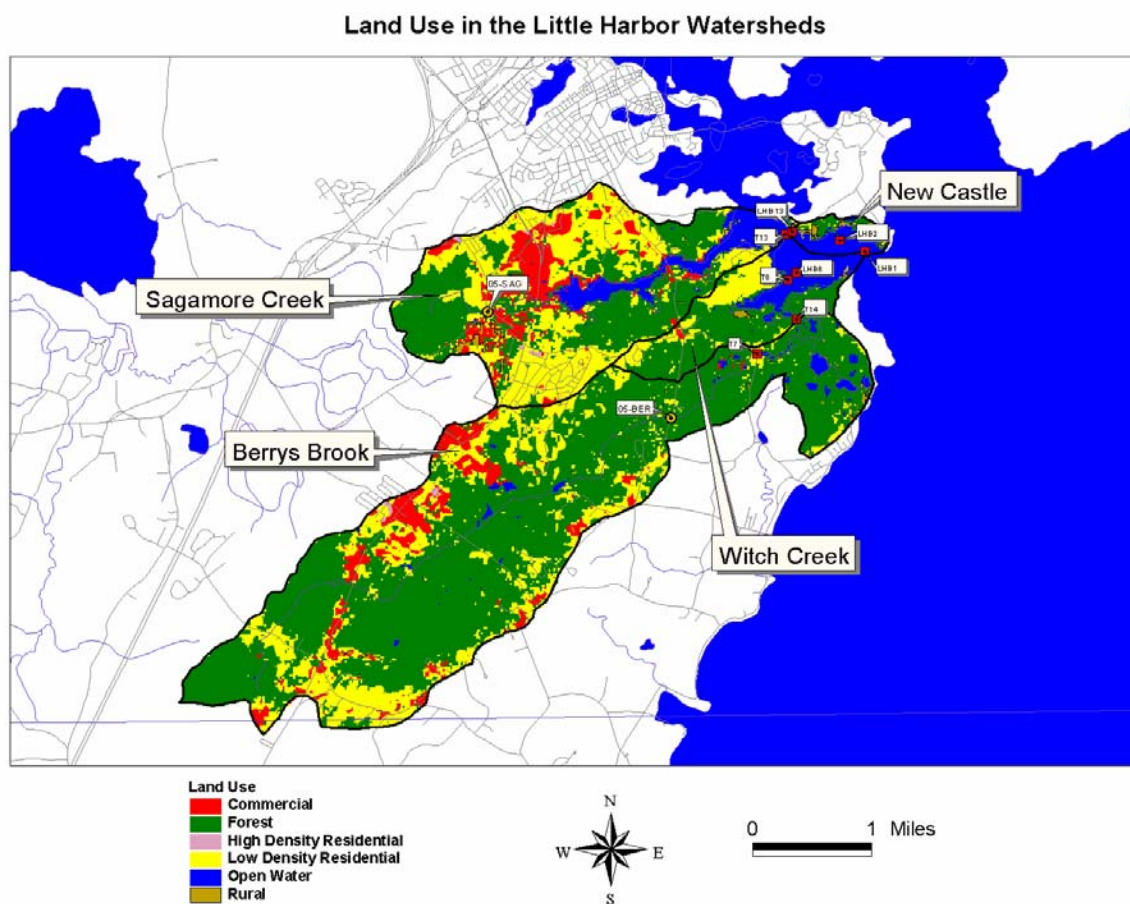 Land Use in the Little Harbor Watersheds
New Castle
LHB13
T13
LHB2
LHB1
Sagamore Creek
05-SAG
T8
LHB8
T14
T7
05-BER
Berrys Brook
Witch Creek
Land Use
Commercial
Forest
High Density Residential
Low Density Residential
Open Water
Rural
N
W
E
S
0 1 Miles